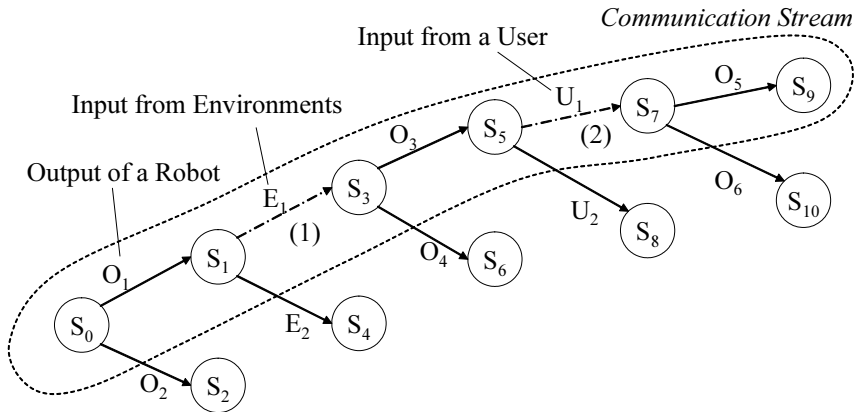 Communication Stream
Input from a User
Input from Environments
Output of a Robot
O1
O2
E1
(1)
E2
O3
O4
U1
(2)
U2
O5
O6
S0
S1
S2
S3
S4
S5
S6
S7
S8
S9
S10